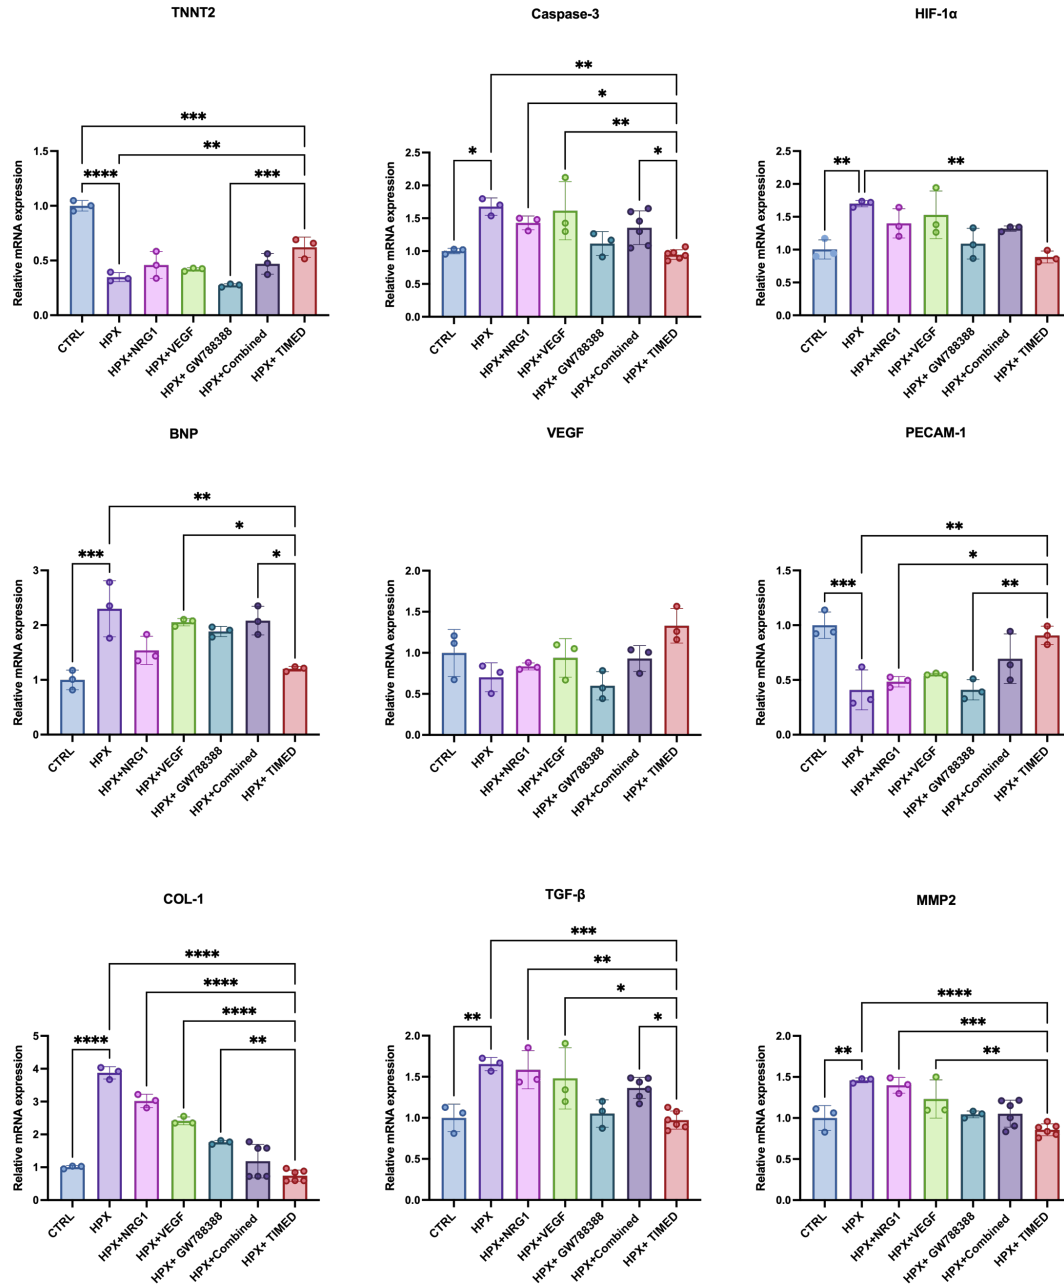 TNNT2
Caspase-3
HIF-1α
Relative mRNA expression
1.5
1.0
0.5
0.0
***
**
****
***
CTRL
HPX
HPX+NRG1
HPX+VEGF
HPX+ GW788388
HPX+Combined
HPX+ TIMED
Relative mRNA expression
2.5
2.0
1.5
1.0
0.5
0.0
**
*
**
*
*
CTRL
HPX
HPX+NRG1
HPX+VEGF
HPX+ GW788388
HPX+Combined
HPX+ TIMED
Relative mRNA expression
2.5
2.0
1.5
1.0
0.5
0.0
**
**
CTRL
HPX
HPX+NRG1
HPX+VEGF
HPX+ GW788388
HPX+Combined
HPX+ TIMED
BNP
VEGF
PECAM-1
Relative mRNA expression
3
2
1
0
**
*
***
*
CTRL
HPX
HPX+NRG1
HPX+VEGF
HPX+ GW788388
HPX+Combined
HPX+ TIMED
Relative mRNA expression
2.0
1.5
1.0
0.5
0.0
CTRL
HPX
HPX+NRG1
HPX+VEGF
HPX+ GW788388
HPX+Combined
HPX+ TIMED
Relative mRNA expression
1.5
1.0
0.5
0.0
**
*
***
**
CTRL
HPX
HPX+NRG1
HPX+VEGF
HPX+ GW788388
HPX+Combined
HPX+ TIMED
COL-1
TGF-β
MMP2
Relative mRNA expression
5
4
3
2
1
0
****
****
****
****
**
CTRL
HPX
HPX+NRG1
HPX+VEGF
HPX+ GW788388
HPX+Combined
HPX+ TIMED
Relative mRNA expression
2.0
1.5
1.0
0.5
0.0
***
**
*
**
*
CTRL
HPX
HPX+NRG1
HPX+VEGF
HPX+ GW788388
HPX+Combined
HPX+ TIMED
Relative mRNA expression
2.0
1.5
1.0
0.5
0.0
****
***
**
**
CTRL
HPX
HPX+NRG1
HPX+VEGF
HPX+ GW788388
HPX+Combined
HPX+ TIMED